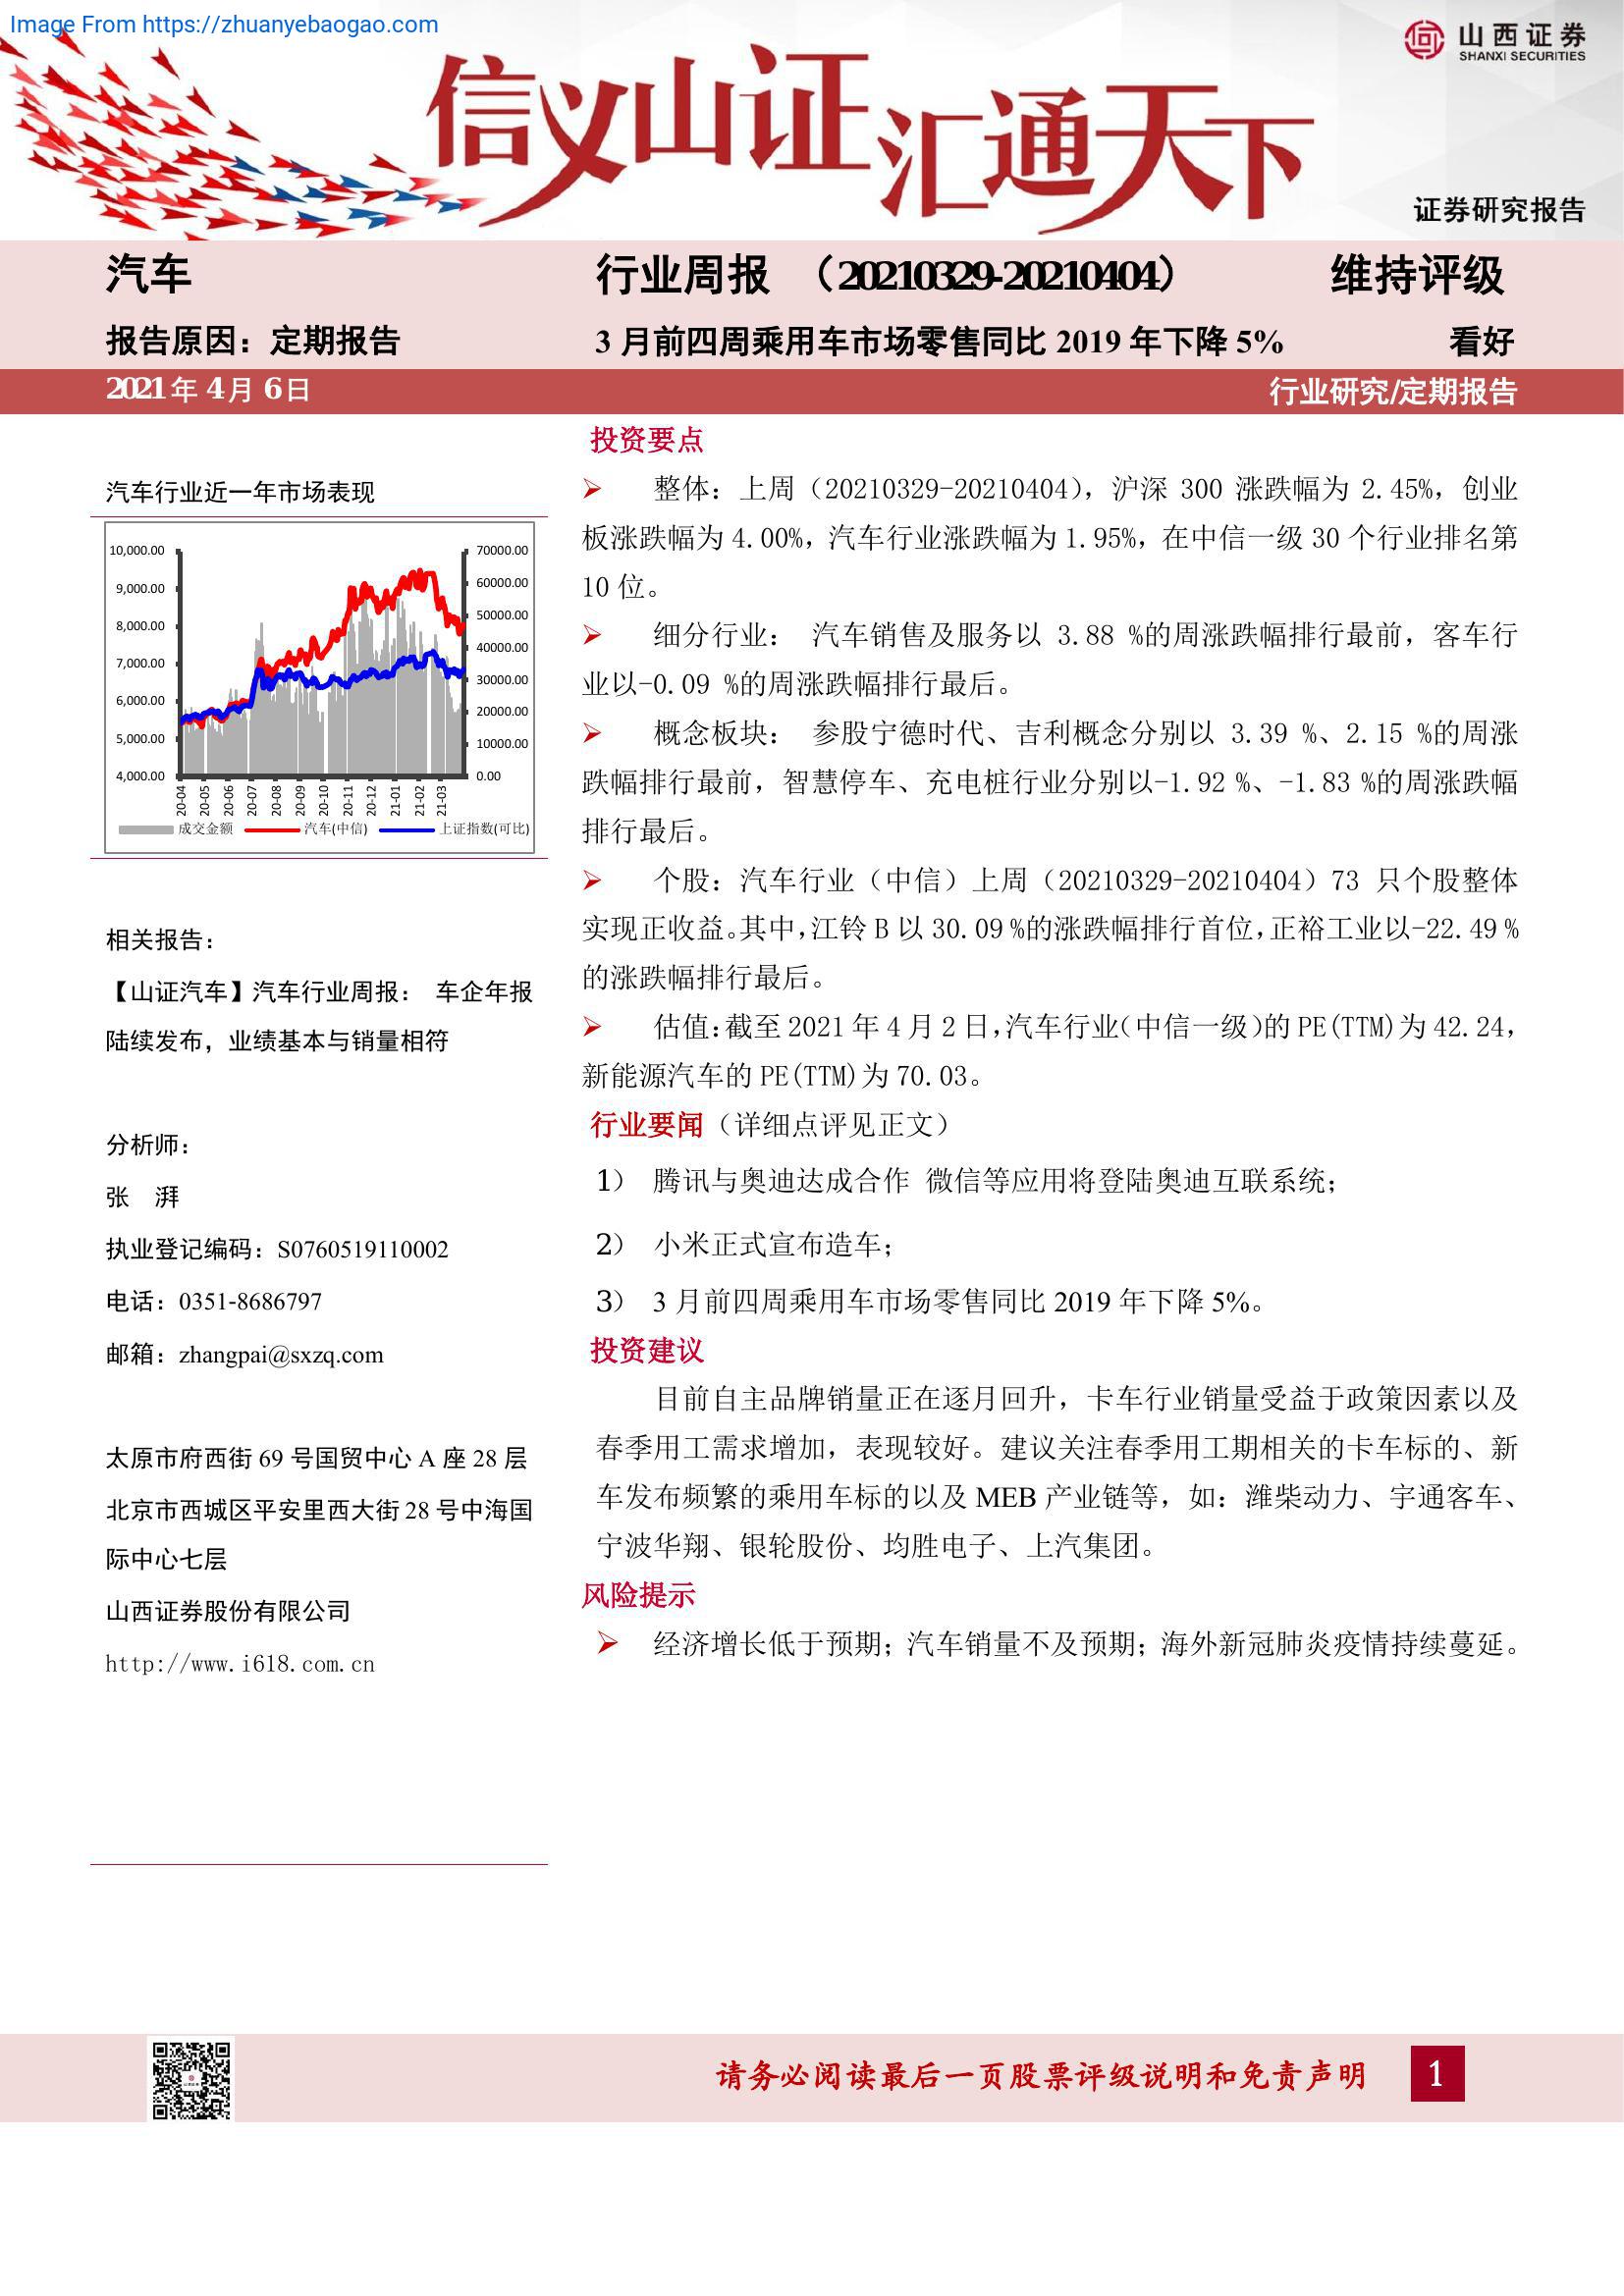 Image From https://zhuanyebaogao.com
山西证券
SHANXI SECURITIES
信义山证汇通天下
证券研究报告
汽车
行业周报 （20210329-20210404） 维持评级
报告原因：定期报告
3 月前四周乘用车市场零售同比 2019 年下降 5% 看好
2021 年 4 月 6 日
行业研究/定期报告
汽车行业近一年市场表现
10,000.00
9,000.00
8,000.00
7,000.00
6,000.00
5,000.00
4,000.00
70000.00
60000.00
50000.00
40000.00
30000.00
20000.00
10000.00
0.00
20-04
20-05
20-06
20-07
20-08
20-09
20-10
20-11
20-12
21-01
21-02
21-03
成交金额 汽车(中信) 上证指数(可比)
相关报告：
【山证汽车】汽车行业周报： 车企年报
陆续发布，业绩基本与销量相符
分析师：
张 湃
执业登记编码：S0760519110002
电话：0351-8686797
邮箱：zhangpai@sxzq.com
太原市府西街 69 号国贸中心 A 座 28 层
北京市西城区平安里西大街 28 号中海国
际中心七层
山西证券股份有限公司
http://www.i618.com.cn
投资要点
整体：上周（20210329-20210404），沪深 300 涨跌幅为 2.45%，创业
板涨跌幅为 4.00%，汽车行业涨跌幅为 1.95%，在中信一级 30 个行业排名第
10 位。
细分行业： 汽车销售及服务以 3.88 %的周涨跌幅排行最前，客车行
业以-0.09 %的周涨跌幅排行最后。
概念板块： 参股宁德时代、吉利概念分别以 3.39 %、2.15 %的周涨
跌幅排行最前，智慧停车、充电桩行业分别以-1.92 %、-1.83 %的周涨跌幅
排行最后。
个股：汽车行业（中信）上周（20210329-20210404）73 只个股整体
实现正收益。其中，江铃 B 以 30.09 %的涨跌幅排行首位，正裕工业以-22.49 %
的涨跌幅排行最后。
估值：截至 2021 年 4 月 2 日，汽车行业（中信一级）的 PE(TTM)为 42.24，
新能源汽车的 PE(TTM)为 70.03。
行业要闻（详细点评见正文）
1） 腾讯与奥迪达成合作 微信等应用将登陆奥迪互联系统；
2） 小米正式宣布造车；
3） 3 月前四周乘用车市场零售同比 2019 年下降 5%。
投资建议
目前自主品牌销量正在逐月回升，卡车行业销量受益于政策因素以及
春季用工需求增加，表现较好。建议关注春季用工期相关的卡车标的、新
车发布频繁的乘用车标的以及 MEB 产业链等，如：潍柴动力、宇通客车、
宁波华翔、银轮股份、均胜电子、上汽集团。
风险提示
经济增长低于预期；汽车销量不及预期；海外新冠肺炎疫情持续蔓延。
请务必阅读最后一页股票评级说明和免责声明
1